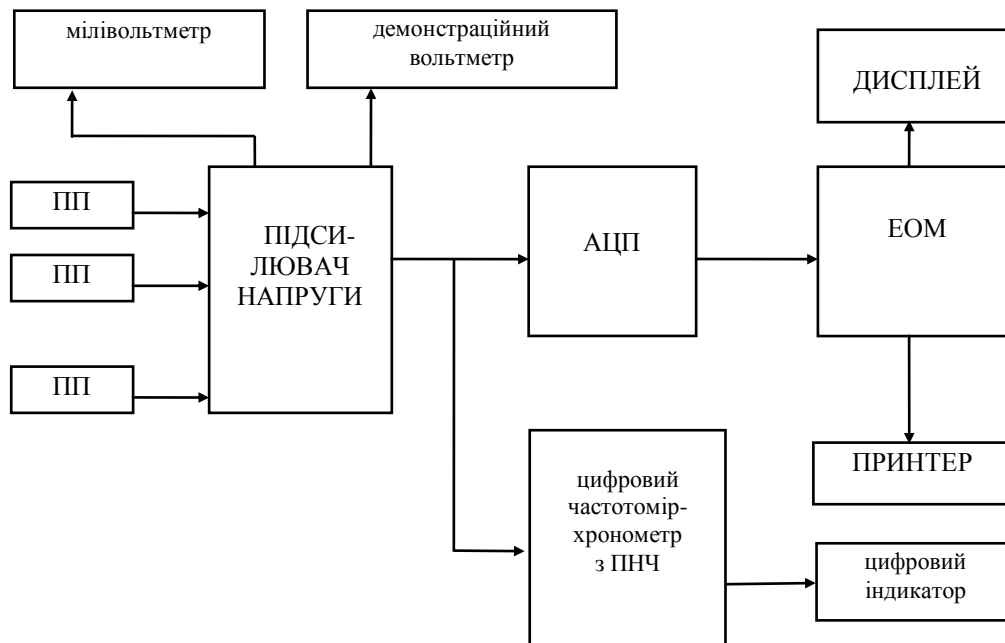 мілівольтметр
демонстраційний
вольтметр
ДИСПЛЕЙ
ПП
ПП
ПП
ПІДСИ-
ЛЮВАЧ
НАПРУГИ
АЦП
ЕОМ
ПРИНТЕР
цифровий
частотомір-
хронометр
з ПНЧ
цифровий
індикатор